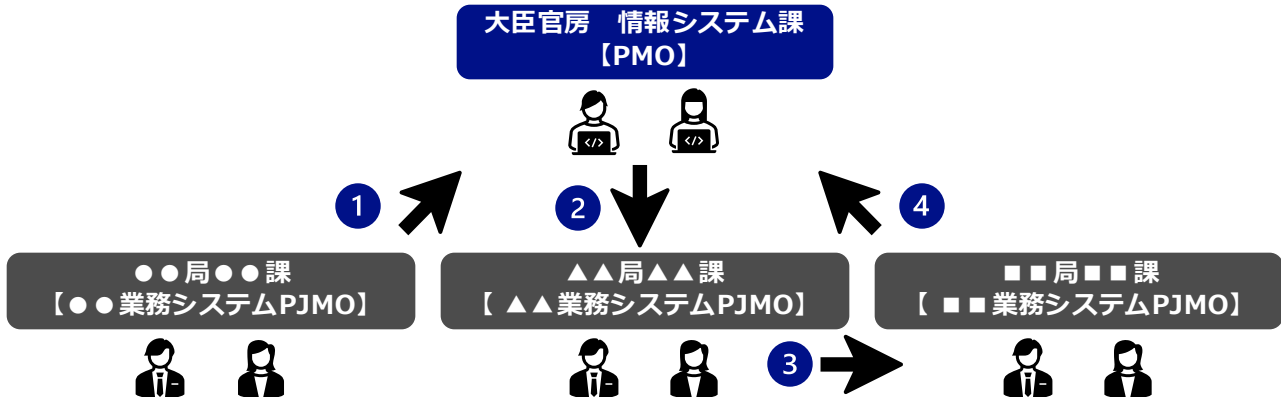 大臣官房　情報システム課
【PMO】
</>
</>
1
2
4
●●局●●課
【●●業務システムPJMO】
▲▲局▲▲課
【 ▲▲業務システムPJMO】
■■局■■課
【 ■■業務システムPJMO】
3